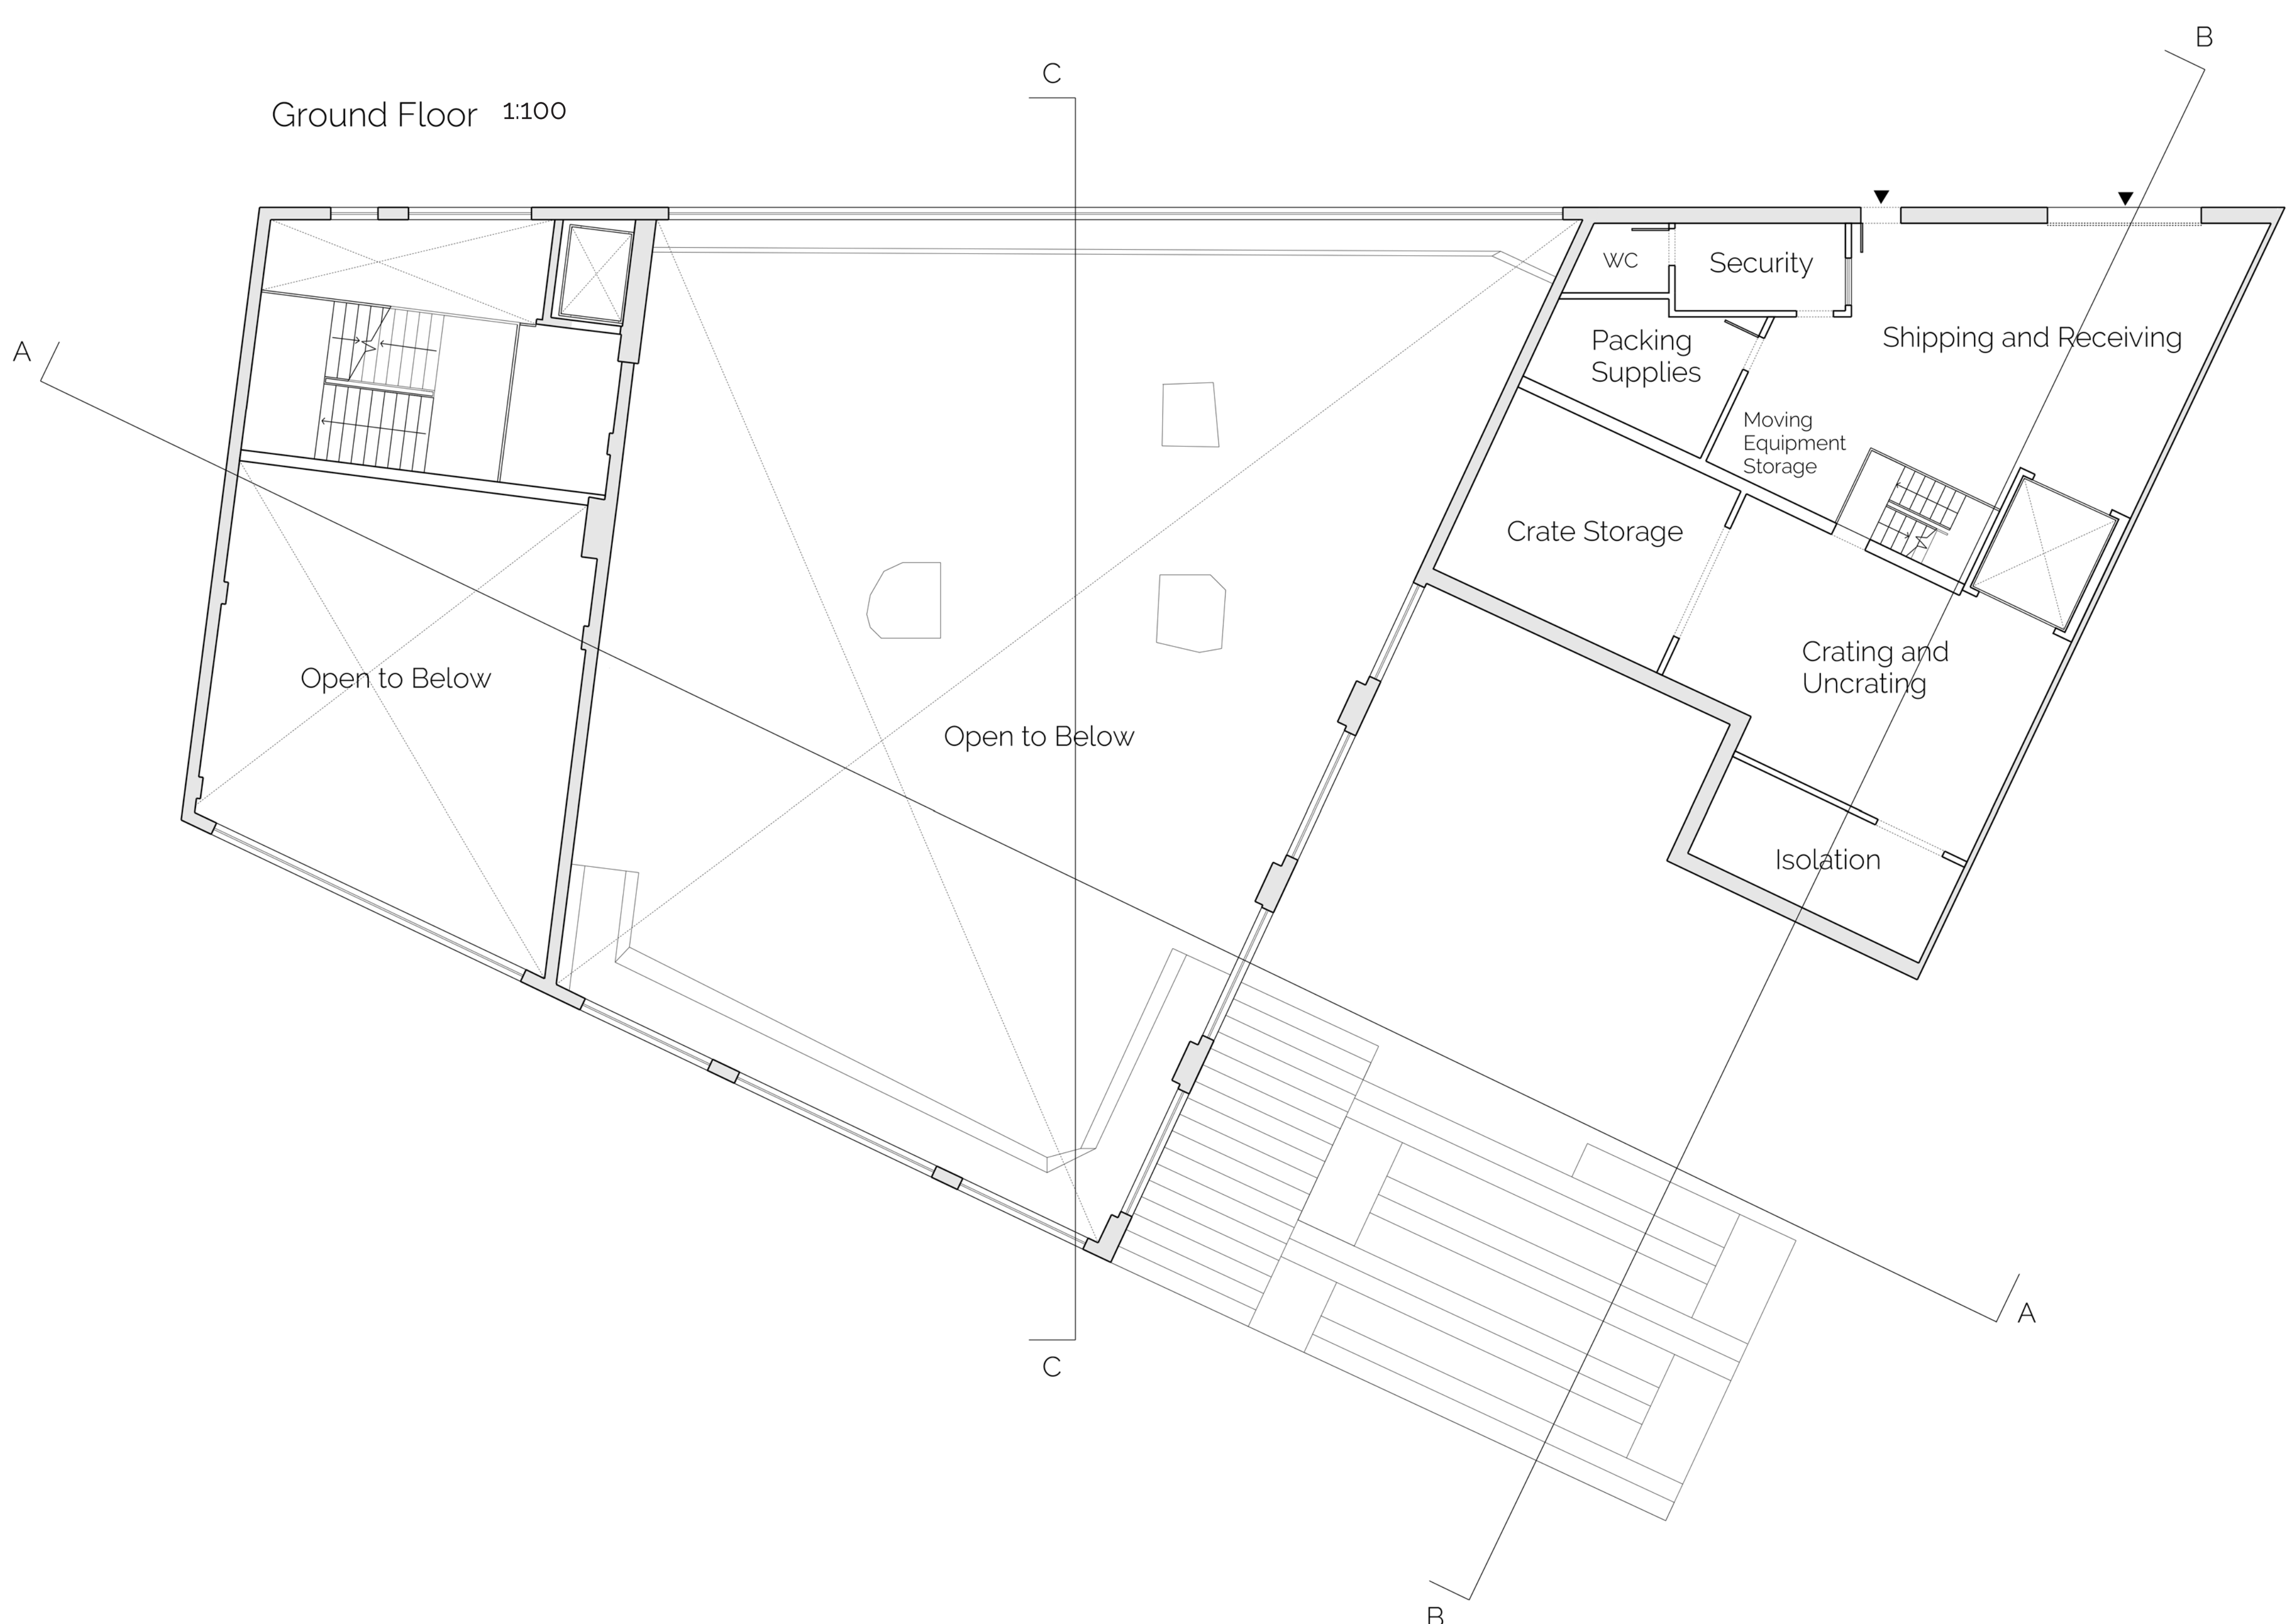 B
C
Ground Floor 1:100
A
WC
Security
Packing
Supplies
Shipping and Receiving
Moving
Equipment
Storage
Crate Storage
Crating and
Uncrating
Open to Below
Open to Below
Isolation
A
C
B